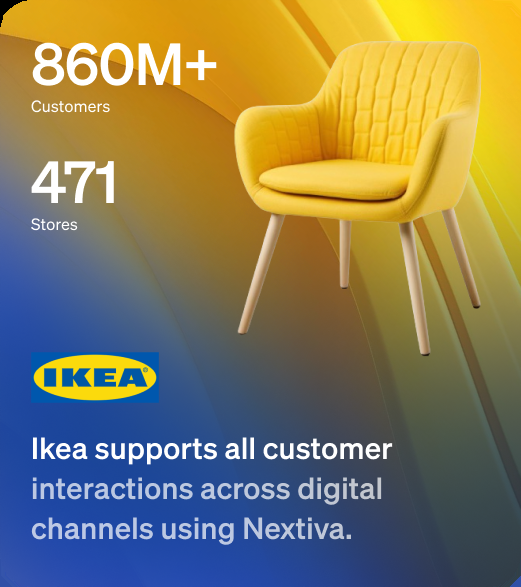 860M+
Customers
471
Stores
IKEA®
Ikea supports all customer
interactions across digital
channels using Nextiva.